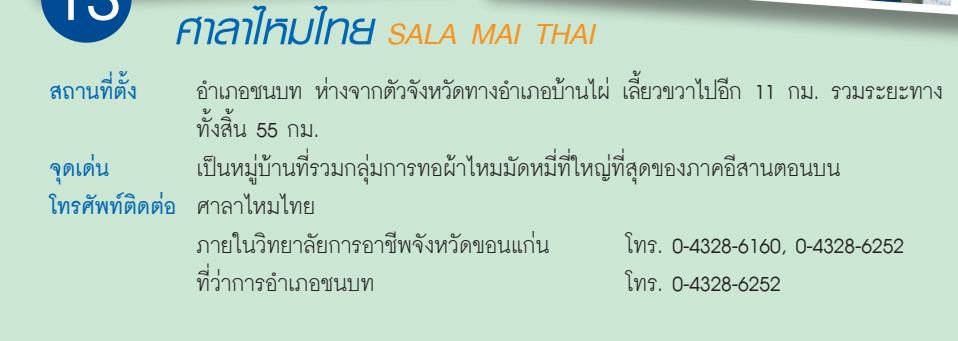 13
ศาลาไหมไทย SALA MAI THAI
สถานที่ตั้ง อำเภอชนบท ห่างจากตัวจังหวัดทางอำเภอบ้านไผ่ เลี้ยวขวาไปอีก 11 กม. รวมระยะทาง
ทั้งสิ้น 55 กม.
จุดเด่น เป็นหมู่บ้านที่รวมกลุ่มการทอผ้าไหมมัดหมี่ที่ใหญ่ที่สุดของภาคอีสานตอนบน
โทรศัพท์ติดต่อ ศาลาไหมไทย
ภายในวิทยาลัยการอาชีพจังหวัดขอนแก่น โทร. 0-4328-6160, 0-4328-6252
ที่ว่าการอำเภอชนบท โทร. 0-4328-6252